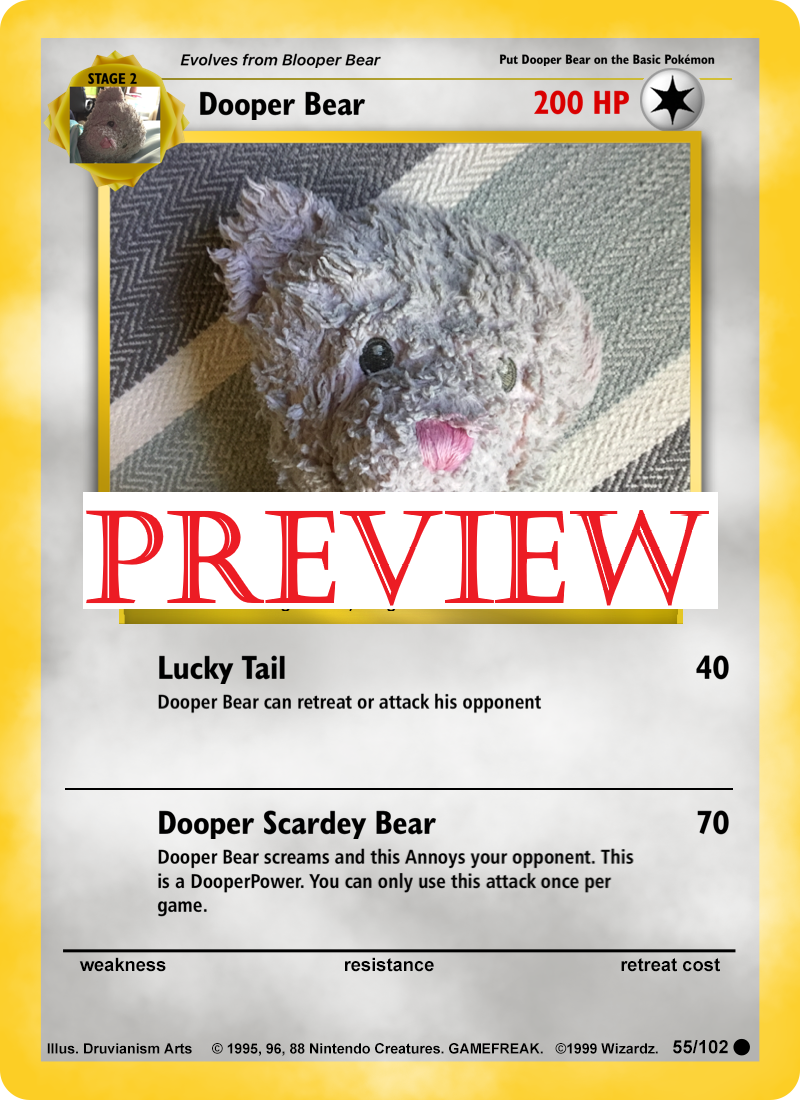 Evolves from Blooper Bear
Put Dooper Bear on the Basic Pokémon
STAGE 2
Dooper Bear
200 HP
PREVIEW
Lucky Tail 40
Dooper Bear can retreat or attack his opponent
Dooper Scardey Bear 70
Dooper Bear screams and this Annoys your opponent. This
is a DooperPower. You can only use this attack once per
game.
weakness resistance retreat cost
Illus. Druvianism Arts © 1995, 96, 88 Nintendo Creatures. GAMEFREAK. ©1999 Wizardz. 55/102